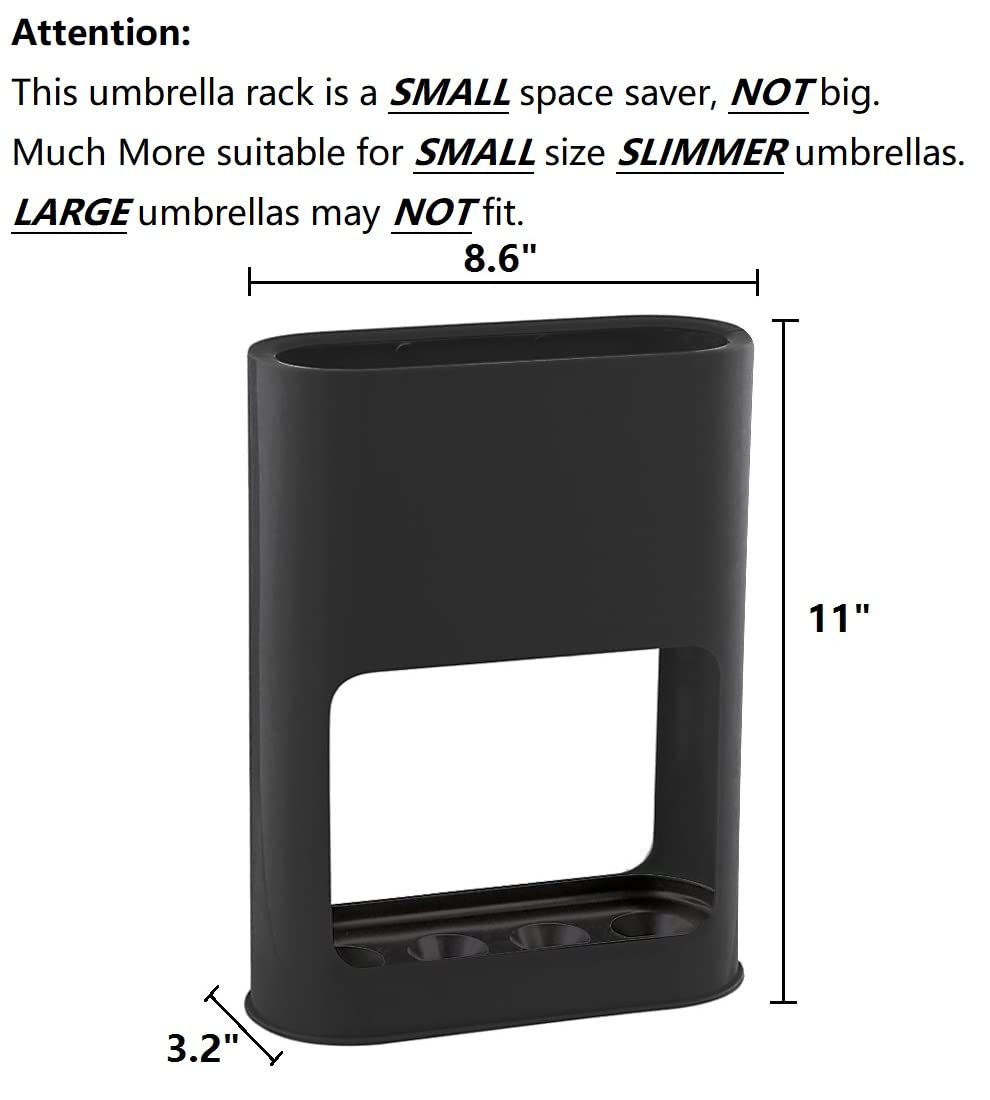 Attention:
This umbrella rack is a SMALL space saver, NOT big.
Much More suitable for SMALL size SLIMMER umbrellas.
LARGE umbrellas may NOT fit.
8.6"
11"
3.2"